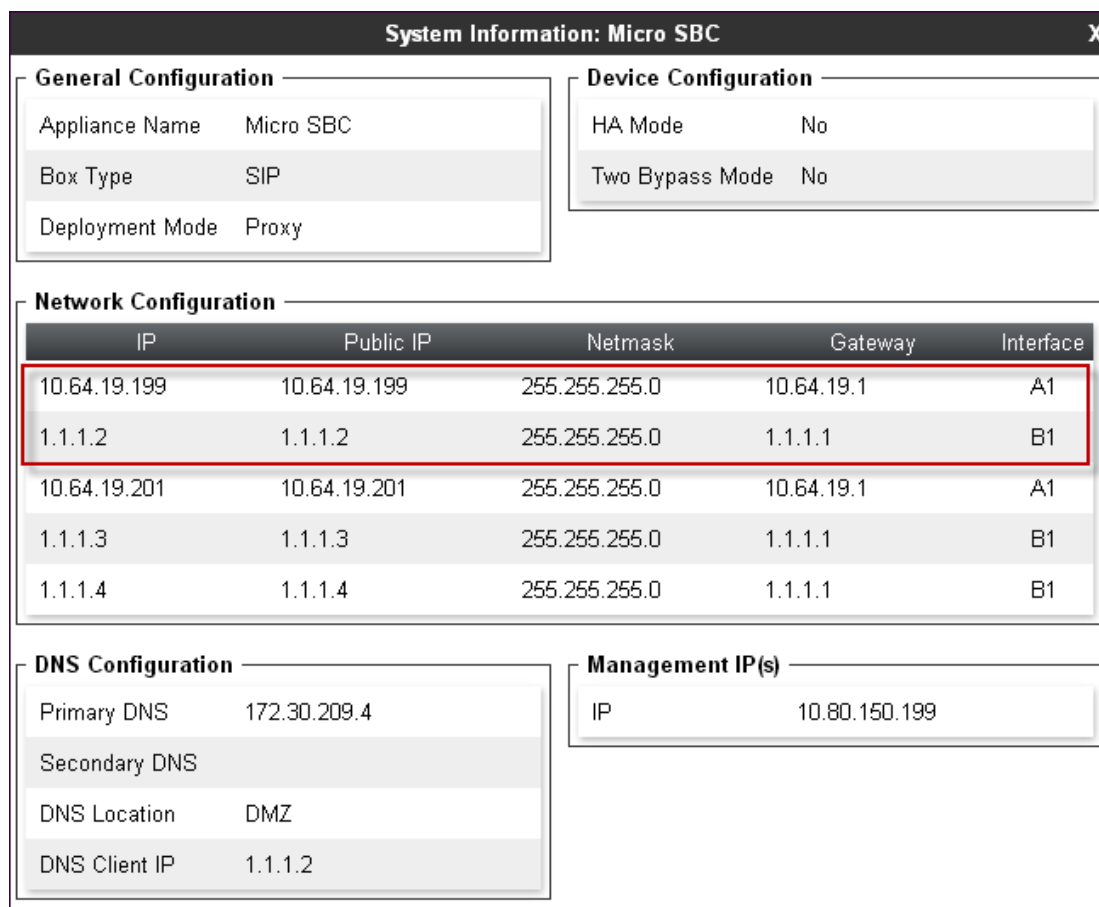 System Information: Micro SBC X
General Configuration
Appliance Name Micro SBC
Box Type SIP
Deployment Mode Proxy
Device Configuration
HA Mode No
Two Bypass Mode No
Network Configuration
IP Public IP Netmask Gateway Interface
10.64.19.199 10.64.19.199 255.255.255.0 10.64.19.1 A1
1.1.1.2 1.1.1.2 255.255.255.0 1.1.1.1 B1
10.64.19.201 10.64.19.201 255.255.255.0 10.64.19.1 A1
1.1.1.3 1.1.1.3 255.255.255.0 1.1.1.1 B1
1.1.1.4 1.1.1.4 255.255.255.0 1.1.1.1 B1
DNS Configuration
Primary DNS 172.30.209.4
Secondary DNS
DNS Location DMZ
DNS Client IP 1.1.1.2
Management IP(s)
IP 10.80.150.199